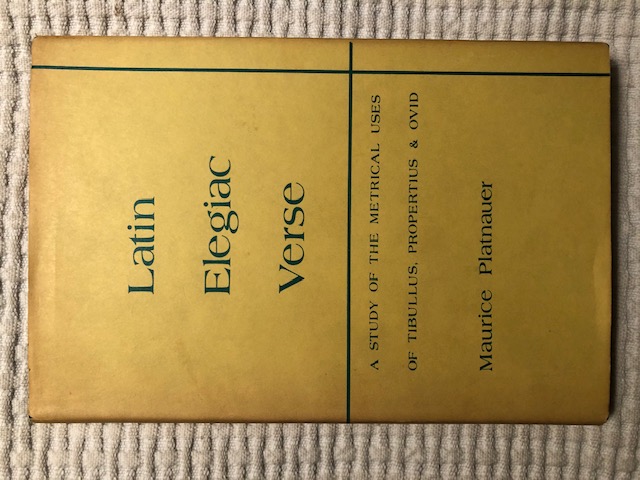 Latin
Elegiac
Verse
A STUDY OF THE METRICAL USES
OF TIBULLUS, PROPERTIUS & OVID
Maurice Platnauer